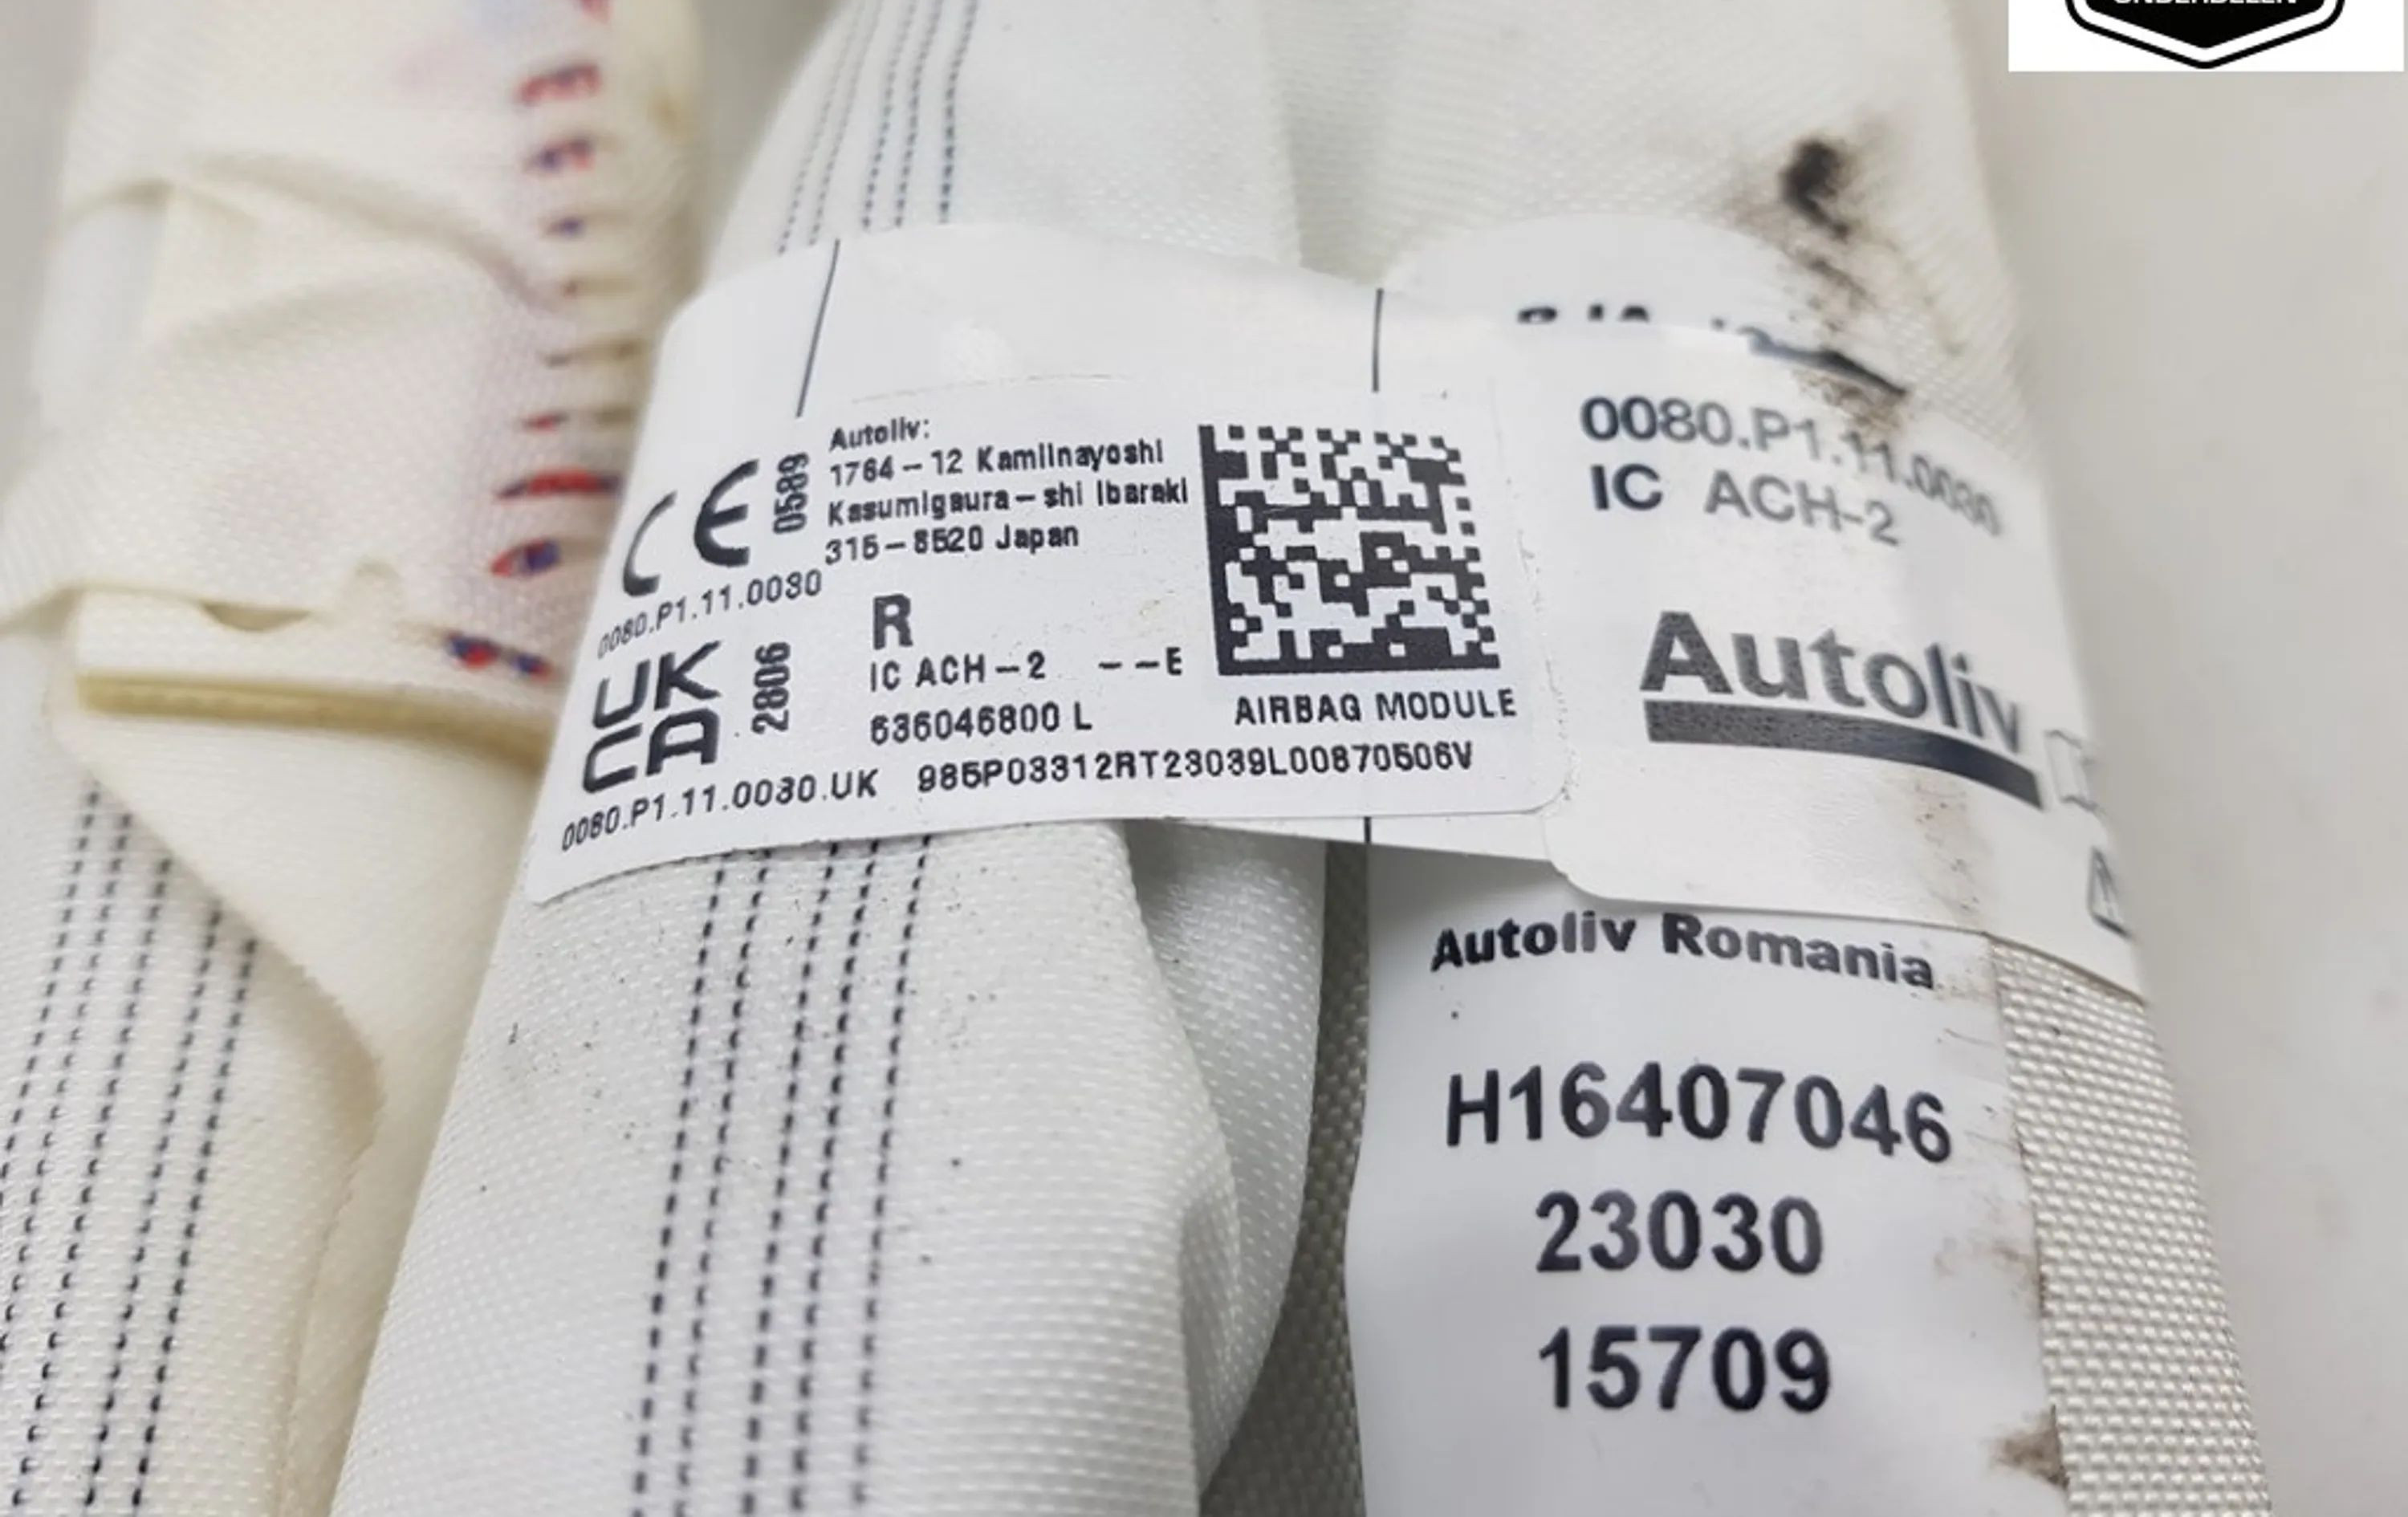 ONDERDELEN
Autoliv:
1764-12 Kamiinayoshi
Kasumigaura-shi Ibaraki
315-8520 Japan
CE 0589
0080.P1.11.0030
R
IC ACH-2 --E
UK
CA 2806
636046800 L
AIRBAG MODULE
0080.P1.11.0030.UK 985P03312RT23039L00870506V
0080.P1.11.0030
IC ACH-2
Autoliv
Autoliv Romania
H16407046
23030
15709